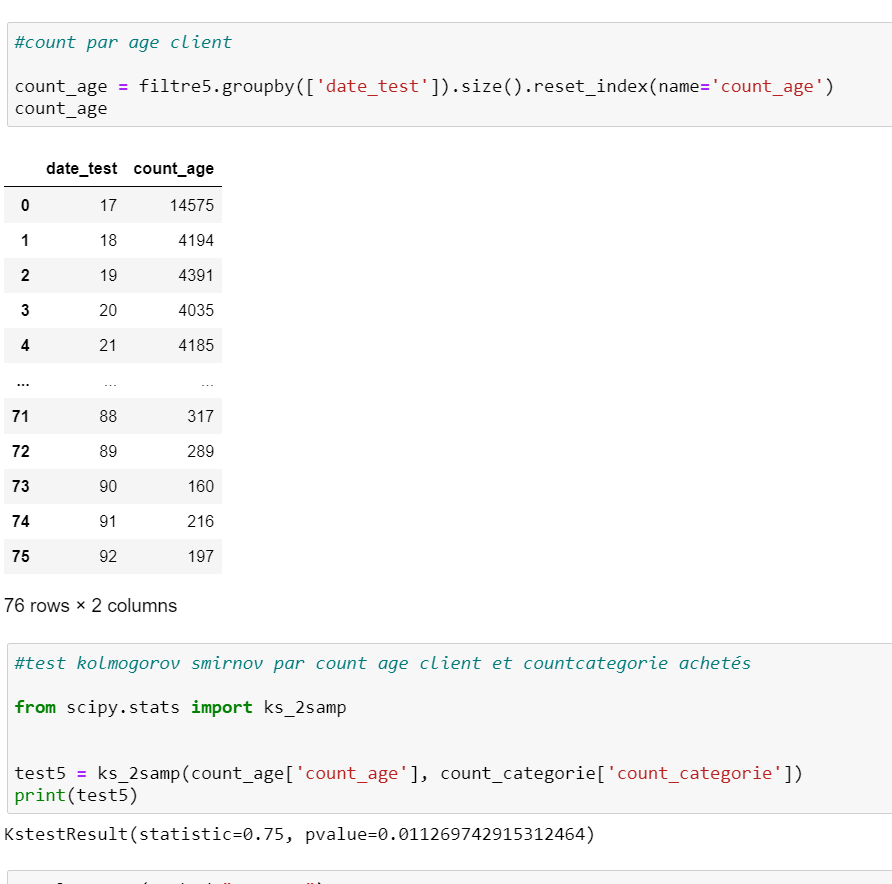 #count par age client
count_age = filtre5.groupby(['date_test']).size().reset_index(name='count_age')
count_age
date_test count_age
0 17 14575
1 18 4194
2 19 4391
3 20 4035
4 21 4185
... ... ...
71 88 317
72 89 289
73 90 160
74 91 216
75 92 197
76 rows × 2 columns
#test kolmogorov smirnov par count age client et countcategorie achetés
from scipy.stats import ks_2samp
test5 = ks_2samp(count_age['count_age'], count_categorie['count_categorie'])
print(test5)
KstestResult(statistic=0.75, pvalue=0.011269742915312464)